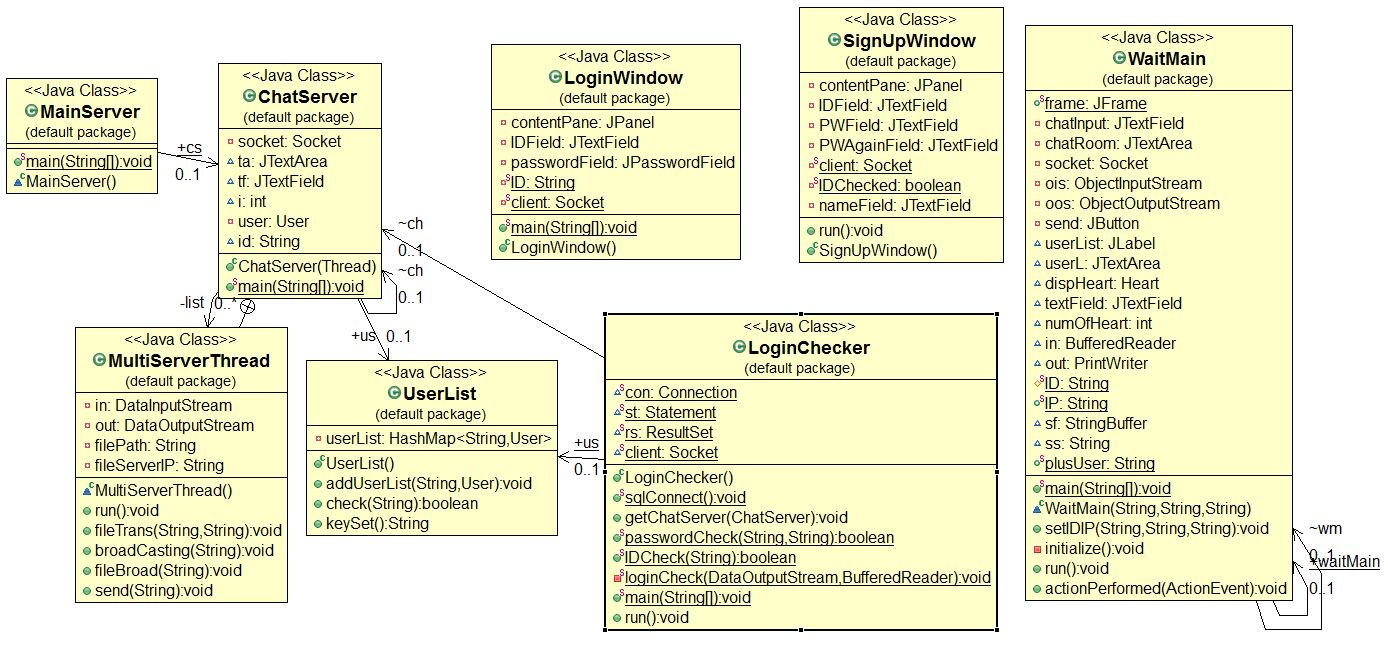 <<Java Class>>
MainServer
(default package)
main(String[]):void
MainServer()
+cs
0..1
<<Java Class>>
ChatServer
(default package)
socket: Socket
ta: JTextArea
tf: JTextField
i: int
user: User
id: String
ChatServer(Thread)
main(String[]):void
~ch
0..1
~ch
0..1
-list
0..*
+us
0..1
<<Java Class>>
MultiServerThread
(default package)
in: DataInputStream
out: DataOutputStream
filePath: String
fileServerIP: String
MultiServerThread()
run():void
fileTrans(String,String):void
broadCasting(String):void
fileBroad(String):void
send(String):void
<<Java Class>>
UserList
(default package)
userList: HashMap<String,User>
UserList()
addUserList(String,User):void
check(String):boolean
keySet():String
+us
0..1
<<Java Class>>
LoginWindow
(default package)
contentPane: JPanel
IDField: JTextField
passwordField: JPasswordField
ID: String
client: Socket
main(String[]):void
LoginWindow()
<<Java Class>>
SignUpWindow
(default package)
contentPane: JPanel
IDField: JTextField
PWField: JTextField
PWAgainField: JTextField
client: Socket
IDChecked: boolean
nameField: JTextField
run():void
SignUpWindow()
<<Java Class>>
LoginChecker
(default package)
con: Connection
st: Statement
rs: ResultSet
client: Socket
LoginChecker()
sqlConnect():void
getChatServer(ChatServer):void
passwordCheck(String,String):boolean
IDCheck(String):boolean
loginCheck(DataOutputStream,BufferedReader):void
main(String[]):void
run():void
<<Java Class>>
WaitMain
(default package)
frame: JFrame
chatInput: JTextField
chatRoom: JTextArea
socket: Socket
ois: ObjectInputStream
oos: ObjectOutputStream
send: JButton
userList: JLabel
userL: JTextArea
dispHeart: Heart
textField: JTextField
numOfHeart: int
in: BufferedReader
out: PrintWriter
ID: String
IP: String
sf: StringBuffer
ss: String
plusUser: String
main(String[]):void
WaitMain(String,String,String)
setIDIP(String,String,String):void
initialize():void
run():void
actionPerformed(ActionEvent):void
~wm
0..1
+waitMain
0..1